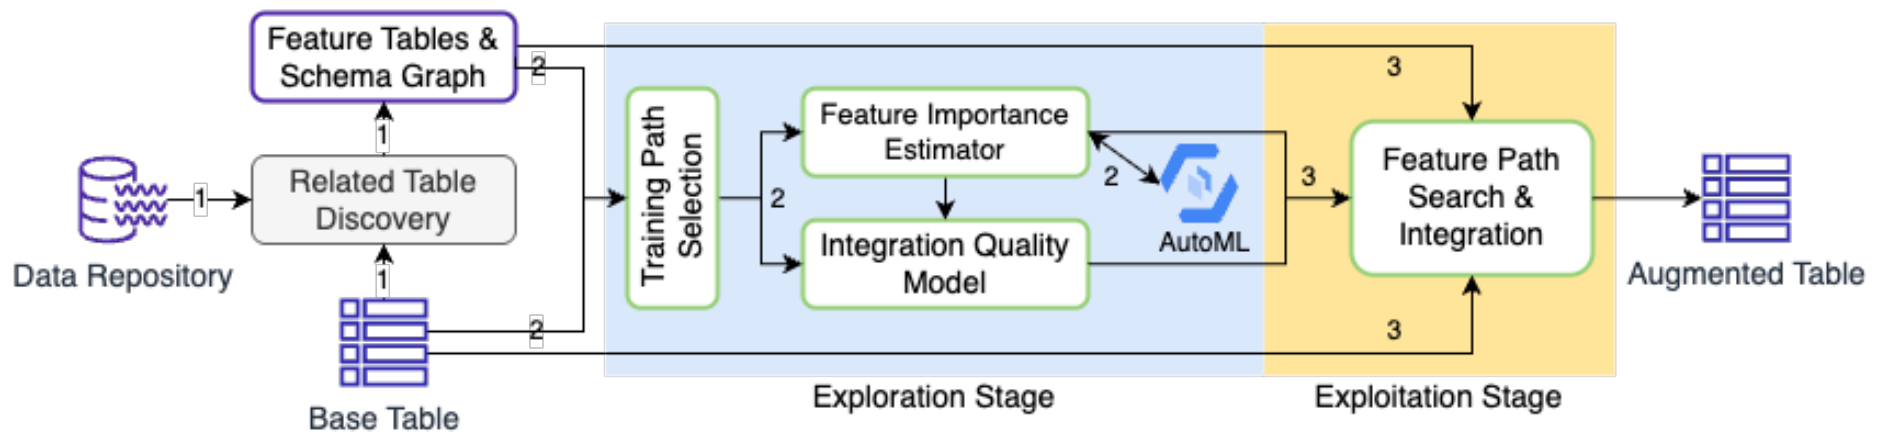 Feature Tables &
Schema Graph
2
3
1
Related Table
Discovery
1
Data Repository
1
2
Base Table
Training Path
Selection
2
Feature Importance
Estimator
2
AutoML
Integration Quality
Model
3
3
Feature Path
Search &
Integration
Augmented Table
Exploration Stage
Exploitation Stage